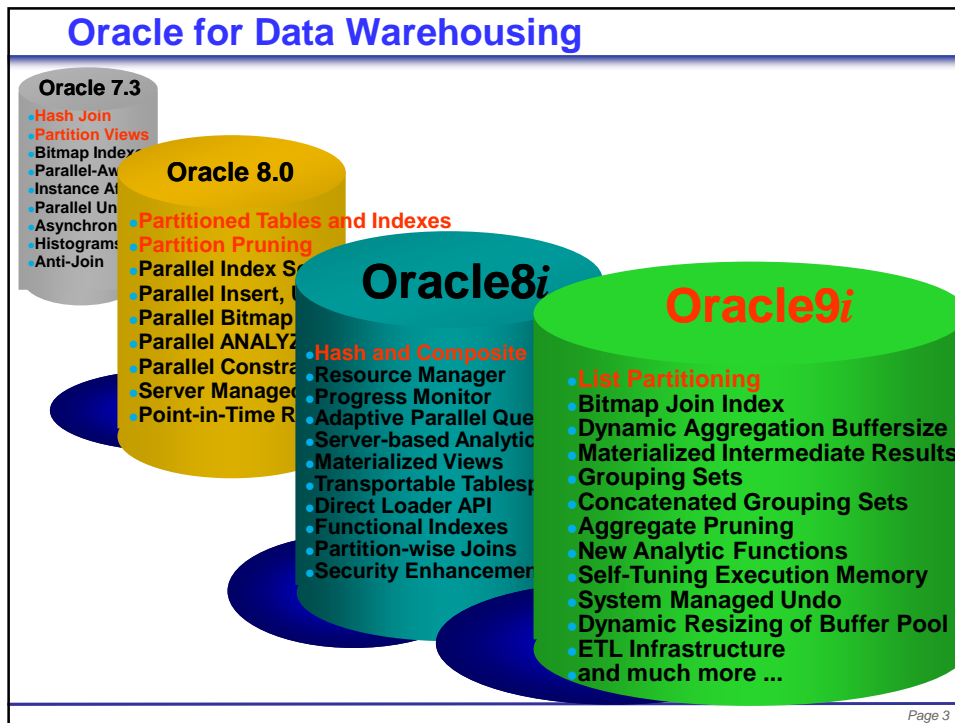 Oracle for Data Warehousing
Oracle 7.3
Hash Join
Partition Views
Bitmap Index
Parallel-Aw
Instance Af
Parallel Un
Asynchron
Histograms
Anti-Join
Oracle 8.0
Partitioned Tables and Indexes
Partition Pruning
Parallel Index Sc
Parallel Insert, U
Parallel Bitmap
Parallel ANALYZ
Parallel Constra
Server Managed
Point-in-Time R
Oracle8i
Hash and Composite
Resource Manager
Progress Monitor
Adaptive Parallel Que
Server-based Analytic
Materialized Views
Transportable Tablesp
Direct Loader API
Functional Indexes
Partition-wise Joins
Security Enhancemen
Oracle9i
List Partitioning
Bitmap Join Index
Dynamic Aggregation Buffersize
Materialized Intermediate Results
Grouping Sets
Concatenated Grouping Sets
Aggregate Pruning
New Analytic Functions
Self-Tuning Execution Memory
System Managed Undo
Dynamic Resizing of Buffer Pool
ETL Infrastructure
and much more ...
Page 3